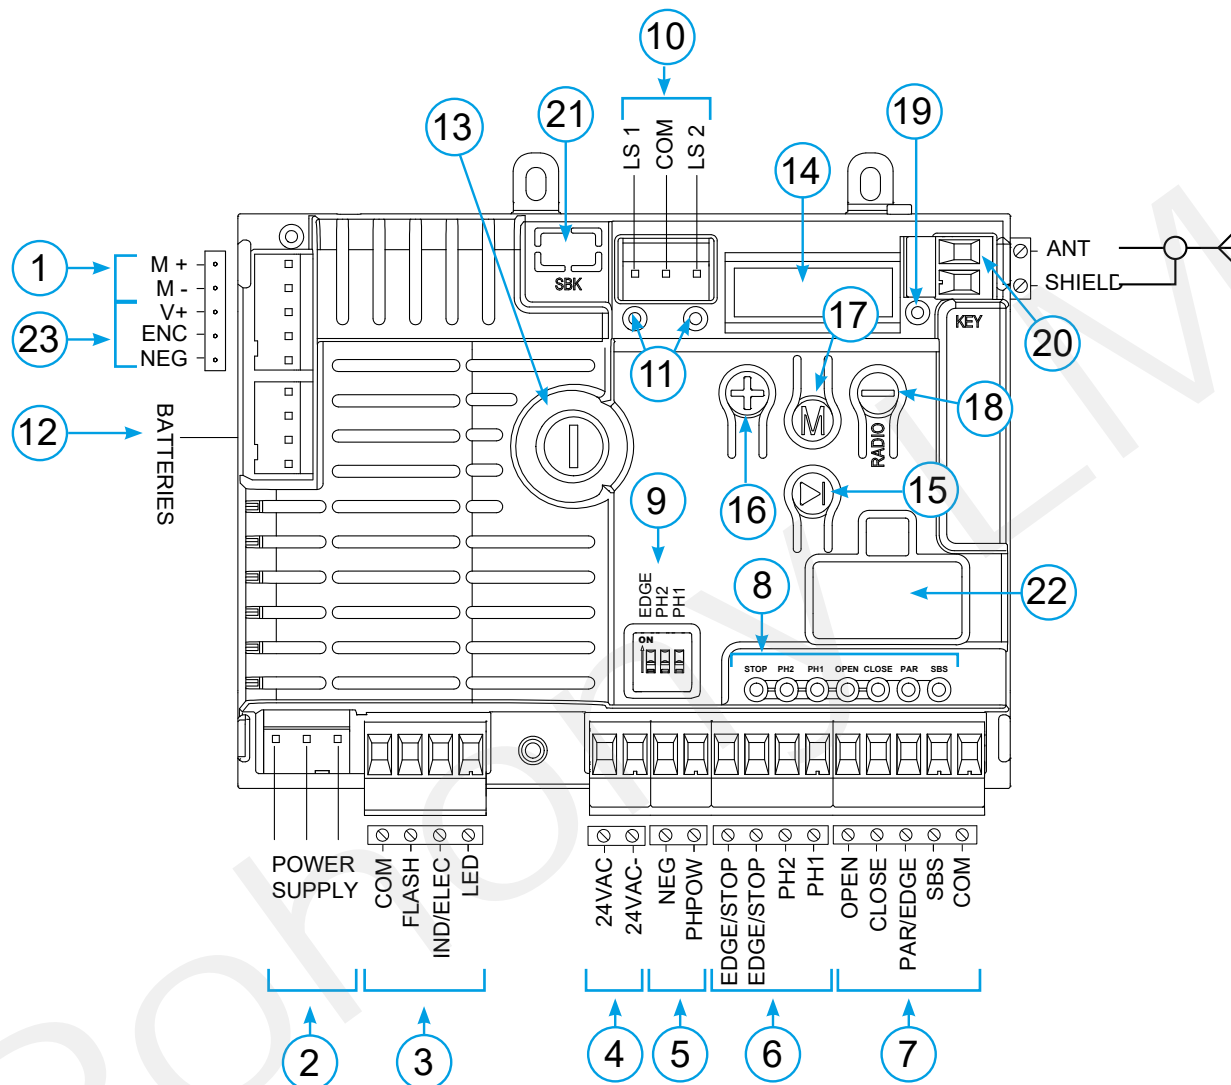 10
21
19
13
LS 1
COM
LS 2
14
1
M +
M -
V+
ENC
NEG
23
SBK
ANT
SHIELD
KEY
20
17
11
12
BATTERIES
M
RADIO
18
16
15
9
EDGE
PH2
PH1
ON
8
22
STOP PH2 PH1 OPEN CLOSE PAR SBS
POWER
SUPPLY
COM
FLASH
IND/ELEC
LED
24VAC
24VAC-
NEG
PHPOW
EDGE/STOP
EDGE/STOP
PH2
PH1
OPEN
CLOSE
PAR/EDGE
SBS
COM
2
3
4
5
6
7